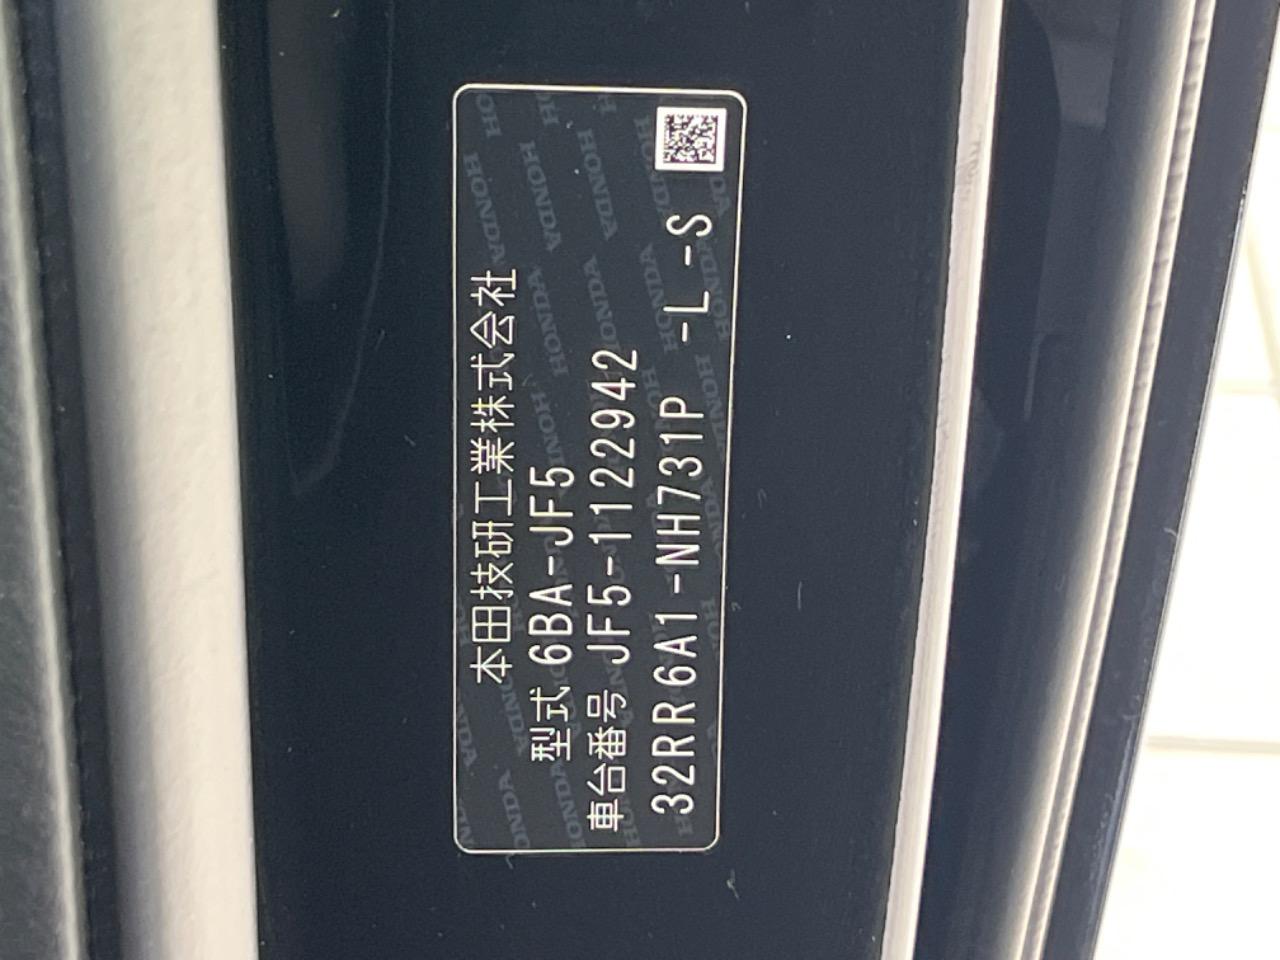 本田技研工業株式会社
型式 6BA-JF5
車台番号 JF5-1122942
32RR6A1-NH731P -L-S